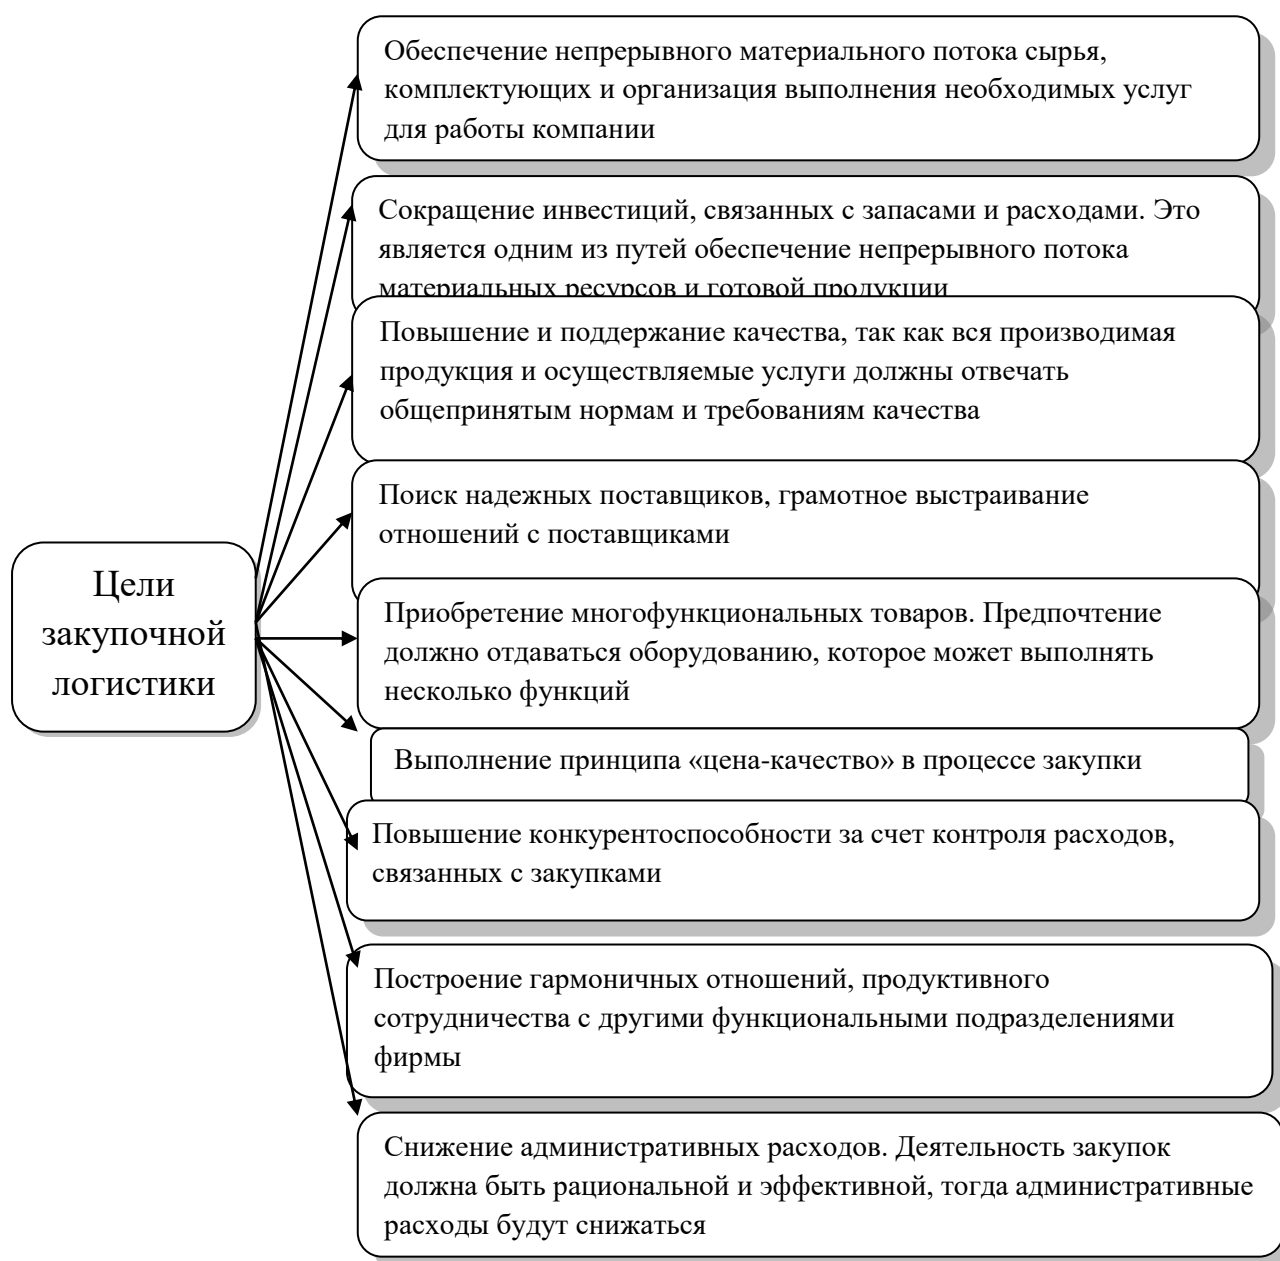 Обеспечение непрерывного материального потока сырья,
комплектующих и организация выполнения необходимых услуг
для работы компании
Сокращение инвестиций, связанных с запасами и расходами. Это
является одним из путей обеспечение непрерывного потока
материальных ресурсов и готовой продукции
Повышение и поддержание качества, так как вся производимая
продукция и осуществляемые услуги должны отвечать
общепринятым нормам и требованиям качества
Поиск надежных поставщиков, грамотное выстраивание
отношений с поставщиками
Цели
закупочной
логистики
Приобретение многофункциональных товаров. Предпочтение
должно отдаваться оборудованию, которое может выполнять
несколько функций
Выполнение принципа «цена-качество» в процессе закупки
Повышение конкурентоспособности за счет контроля расходов,
связанных с закупками
Построение гармоничных отношений, продуктивного
сотрудничества с другими функциональными подразделениями
фирмы
Снижение административных расходов. Деятельность закупок
должна быть рациональной и эффективной, тогда административные
расходы будут снижаться